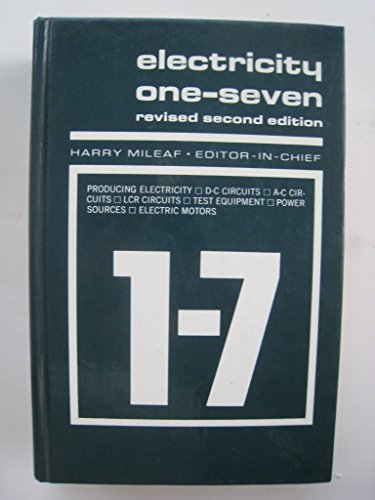 electricity
one-seven
revised second edition
HARRY MILEAF • EDITOR-IN-CHIEF
PRODUCING ELECTRICITY □ D-C CIRCUITS □ A-C CIR-
CUITS □ LCR CIRCUITS □ TEST EQUIPMENT □ POWER
SOURCES □ ELECTRIC MOTORS
1-7